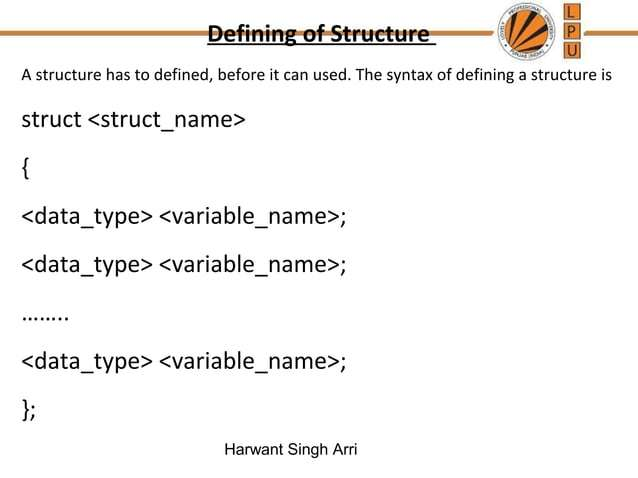 Defining of Structure
L
P
U
A structure has to defined, before it can used. The syntax of defining a structure is
struct <struct_name>
{
<data_type> <variable_name>;
<data_type> <variable_name>;
........
<data_type> <variable_name>;
};
Harwant Singh Arri